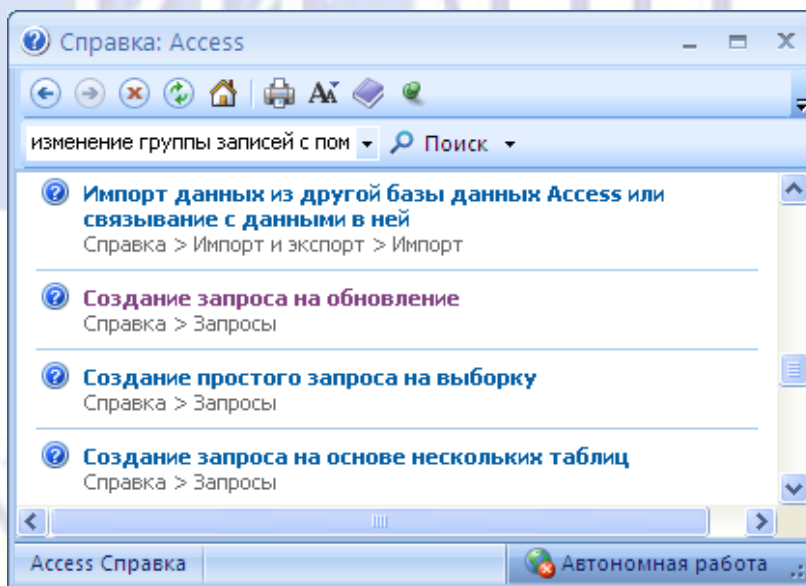 Справка: Access
изменение группы записей с пом
Поиск
Импорт данных из другой базы данных Access или
связывание с данными в ней
Справка > Импорт и экспорт > Импорт
Создание запроса на обновление
Справка > Запросы
Создание простого запроса на выборку
Справка > Запросы
Создание запроса на основе нескольких таблиц
Справка > Запросы
Access Справка
Автономная работа